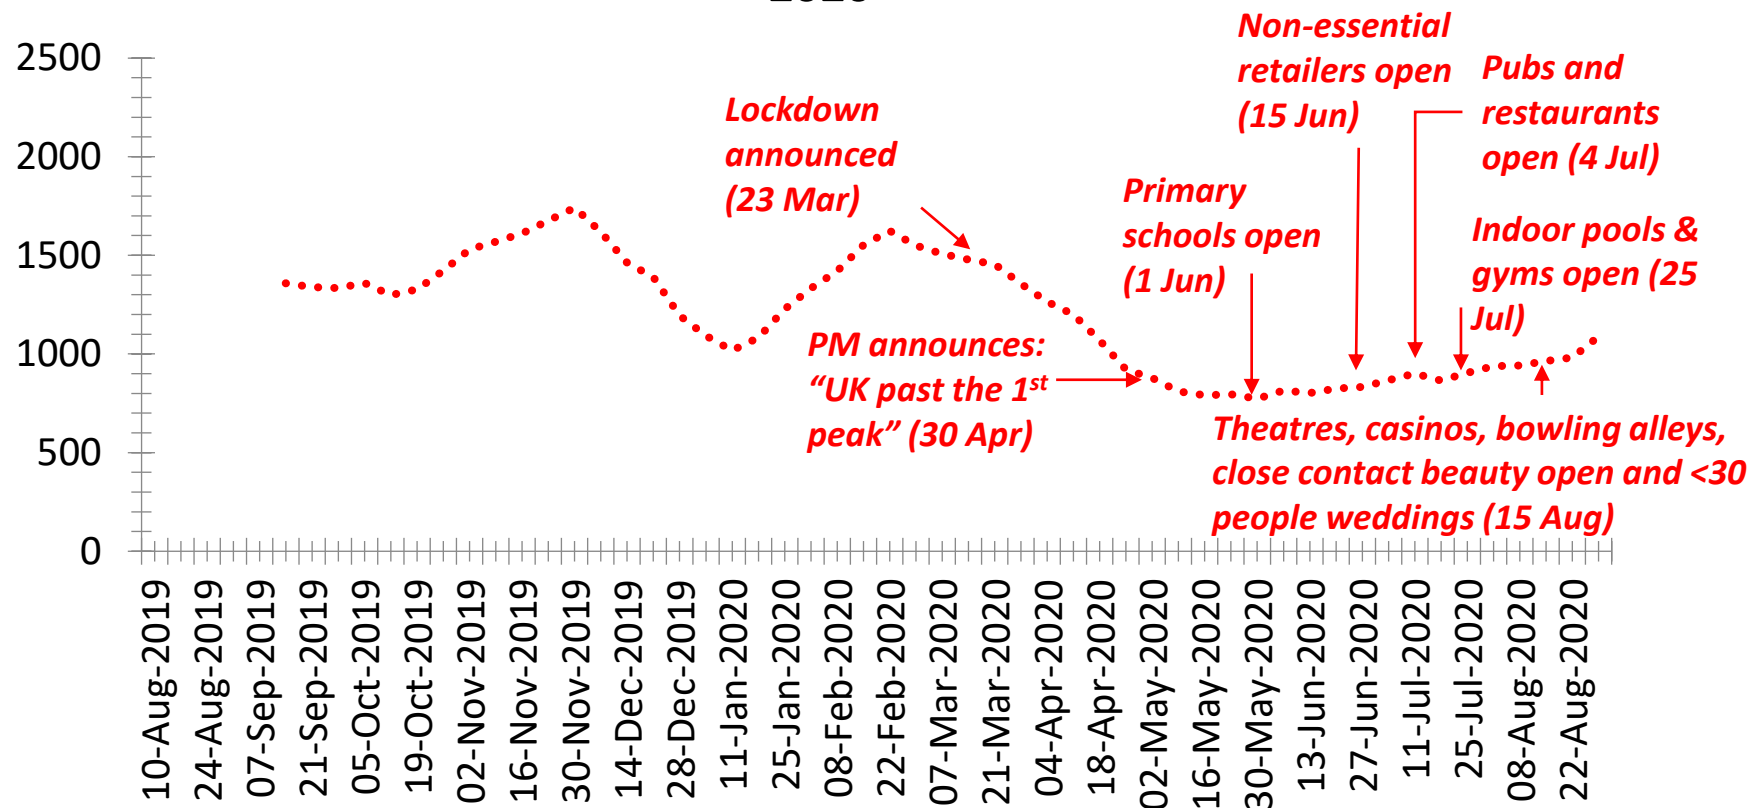 Non-essential
retailers open
(15 Jun)
Pubs and
restaurants
open (4 Jul)
Lockdown
announced
(23 Mar)
Primary
schools open
(1 Jun)
Indoor pools &
gyms open (25
Jul)
PM announces:
“UK past the 1st
peak” (30 Apr)
Theatres, casinos, bowling alleys,
close contact beauty open and <30
people weddings (15 Aug)
2500
2000
1500
1000
500
0
10-Aug-2019
24-Aug-2019
07-Sep-2019
21-Sep-2019
05-Oct-2019
19-Oct-2019
02-Nov-2019
16-Nov-2019
30-Nov-2019
14-Dec-2019
28-Dec-2019
11-Jan-2020
25-Jan-2020
08-Feb-2020
22-Feb-2020
07-Mar-2020
21-Mar-2020
04-Apr-2020
18-Apr-2020
02-May-2020
16-May-2020
30-May-2020
13-Jun-2020
27-Jun-2020
11-Jul-2020
25-Jul-2020
08-Aug-2020
22-Aug-2020